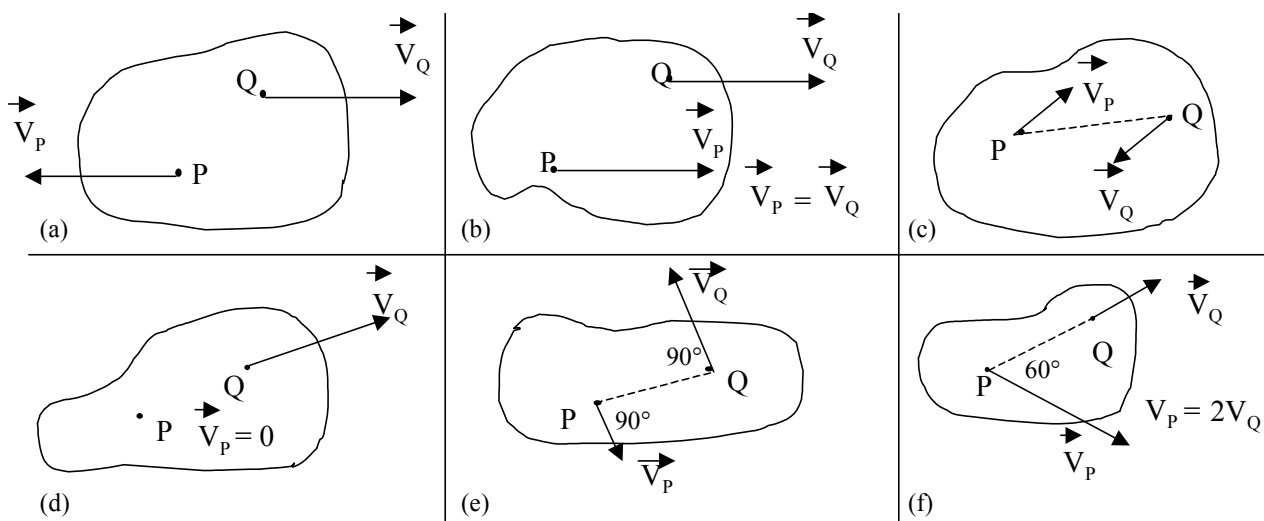 V_Q
Q
V_P
P
(a)
V_Q
Q
V_P
P
V_P = V_Q
(b)
V_P
Q
P
V_Q
(c)
V_Q
Q
P V_P = 0
(d)
V_Q
90°
Q
P 90°
V_P
(e)
V_Q
Q
P 60°
V_P = 2V_Q
V_P
(f)